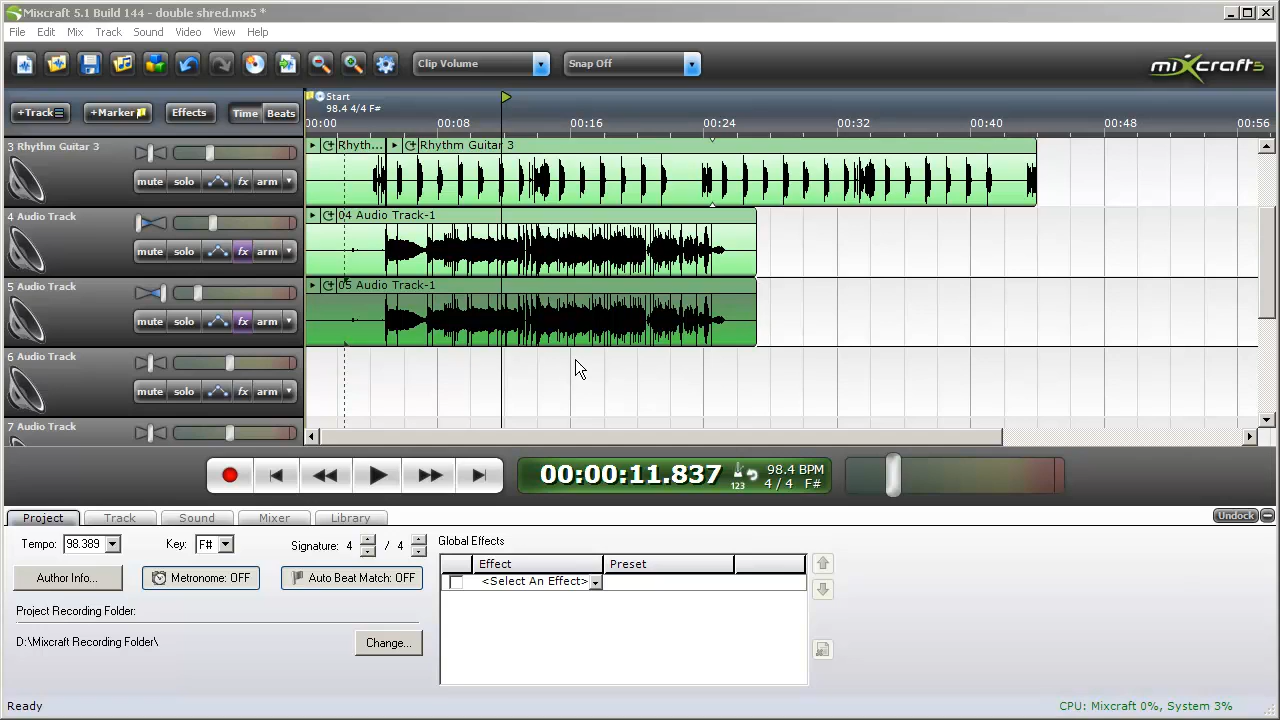 Mixcraft 5.1 Build 144 - double shred.mx5 *
File Edit Mix Track Sound Video View Help
Clip Volume Snap Off mixcraft5
+Track +Marker Effects Time Beats
Start
98.4 4/4 F#
00:00 00:08 00:16 00:24 00:32 00:40 00:48 00:56
3 Rhythm Guitar 3 Rhyth... Rhythm Guitar 3
mute solo fx arm
4 Audio Track 04 Audio Track-1
mute solo fx arm
5 Audio Track 05 Audio Track-1
mute solo fx arm
6 Audio Track
mute solo fx arm
7 Audio Track
00:00:11.837 123 98.4 BPM
4 / 4 F#
Project Track Sound Mixer Library Undock
Tempo: 98.389 Key: F# Signature: 4 / 4 Global Effects
Effect Preset
<Select An Effect>
Author Info... Metronome: OFF Auto Beat Match: OFF
Project Recording Folder:
D:\Mixcraft Recording Folder\ Change...
Ready CPU: Mixcraft 0%, System 3%